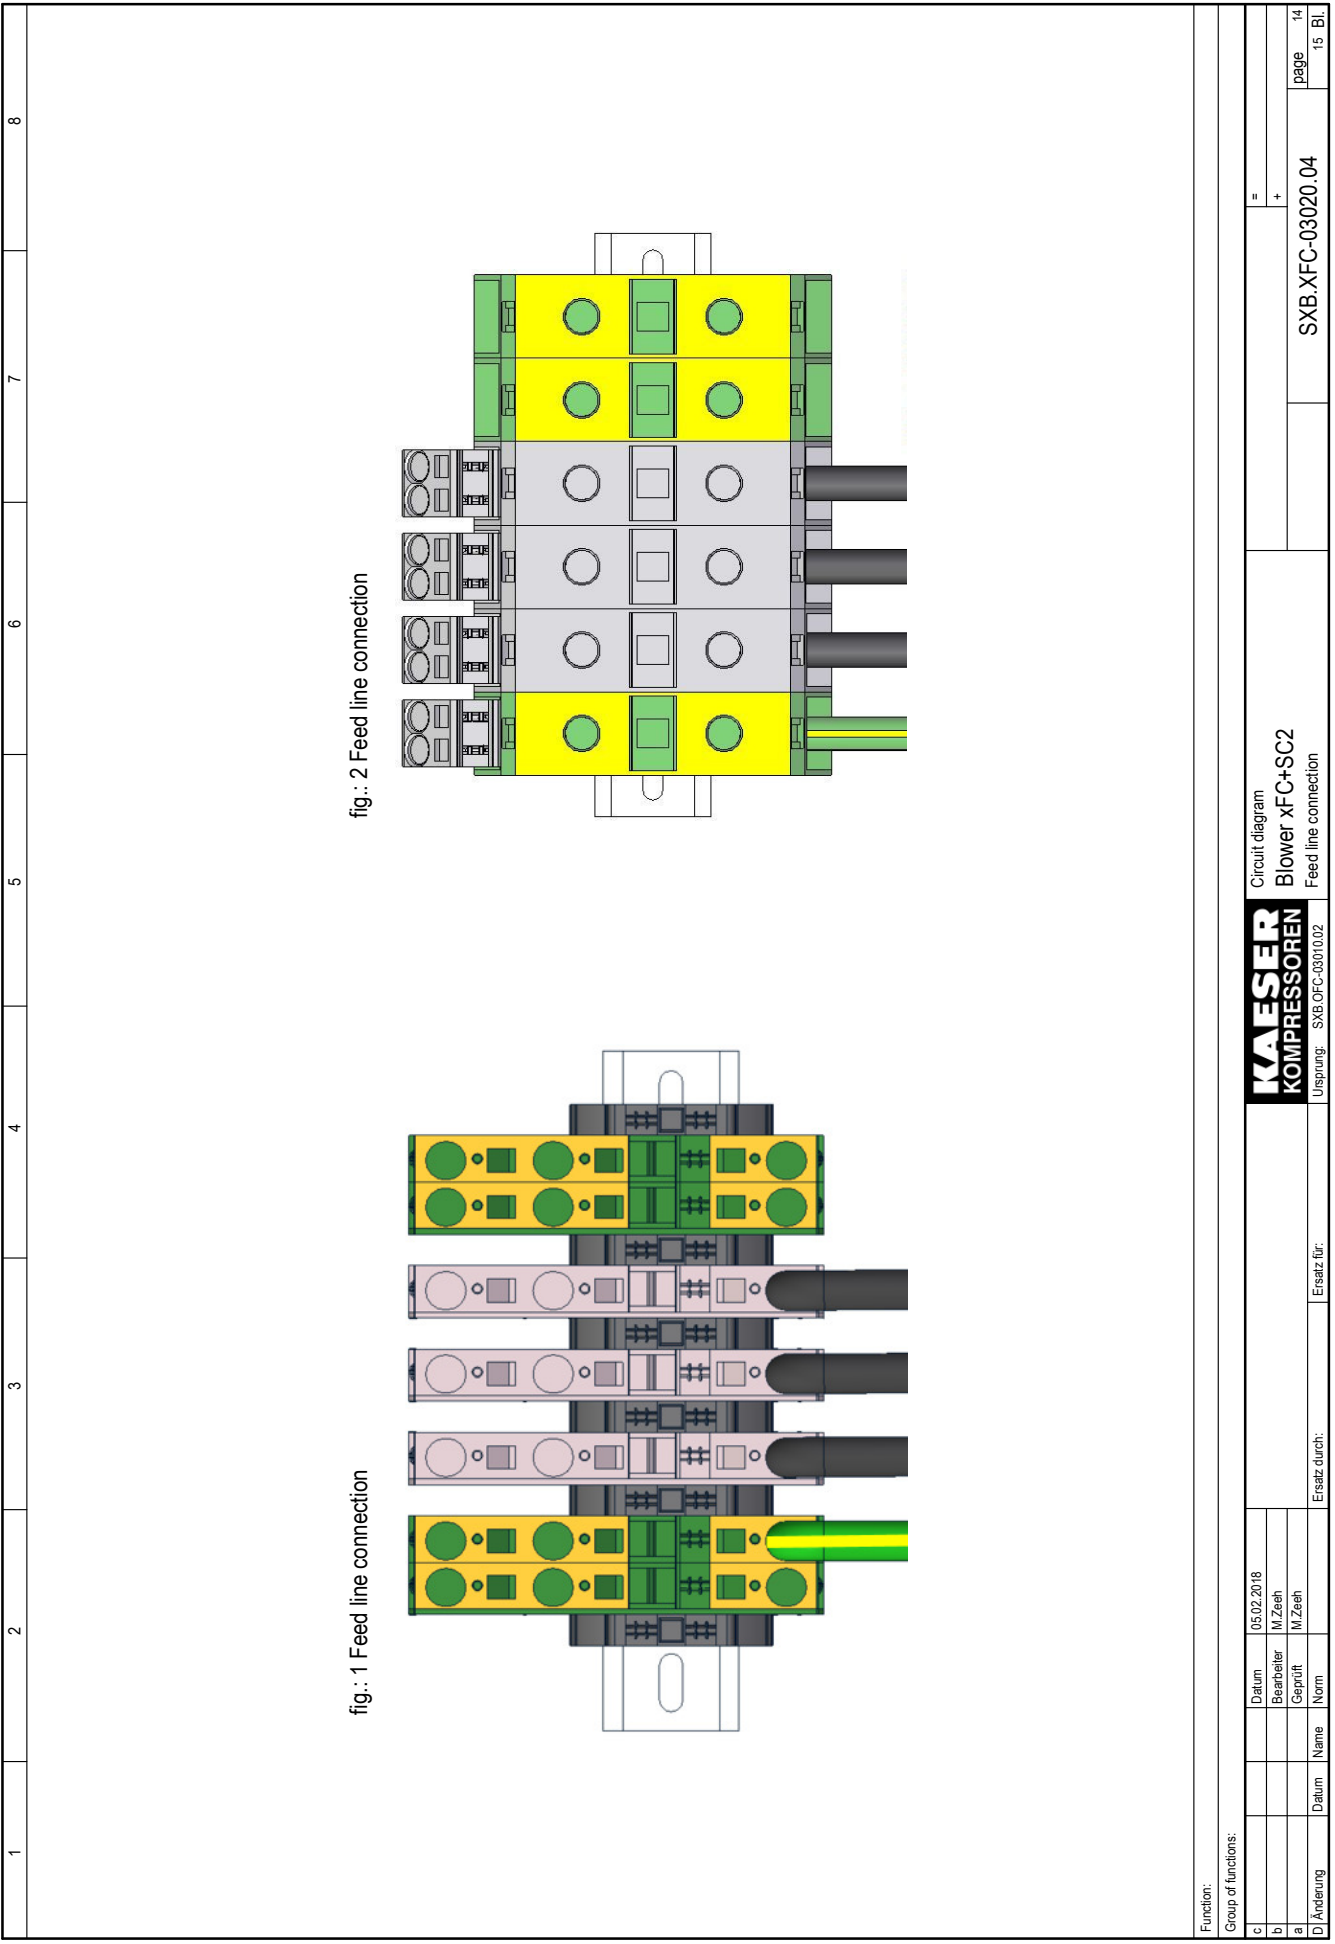 1
2
3
4
5
6
7
8
fig.: 1 Feed line connection
fig.: 2 Feed line connection
Function:
Group of functions:
c
b
a
D
Änderung
Datum
Name
Datum
05.02.2018
Bearbeiter
M.Zeeh
Geprüft
M.Zeeh
Norm
Ersatz durch:
Ersatz für:
KAESER
KOMPRESSOREN
Ursprung: SXB.OFC-03010.02
Circuit diagram
Blower xFC+SC2
Feed line connection
=
+
SXB.XFC-03020.04
page 14
15 Bl.